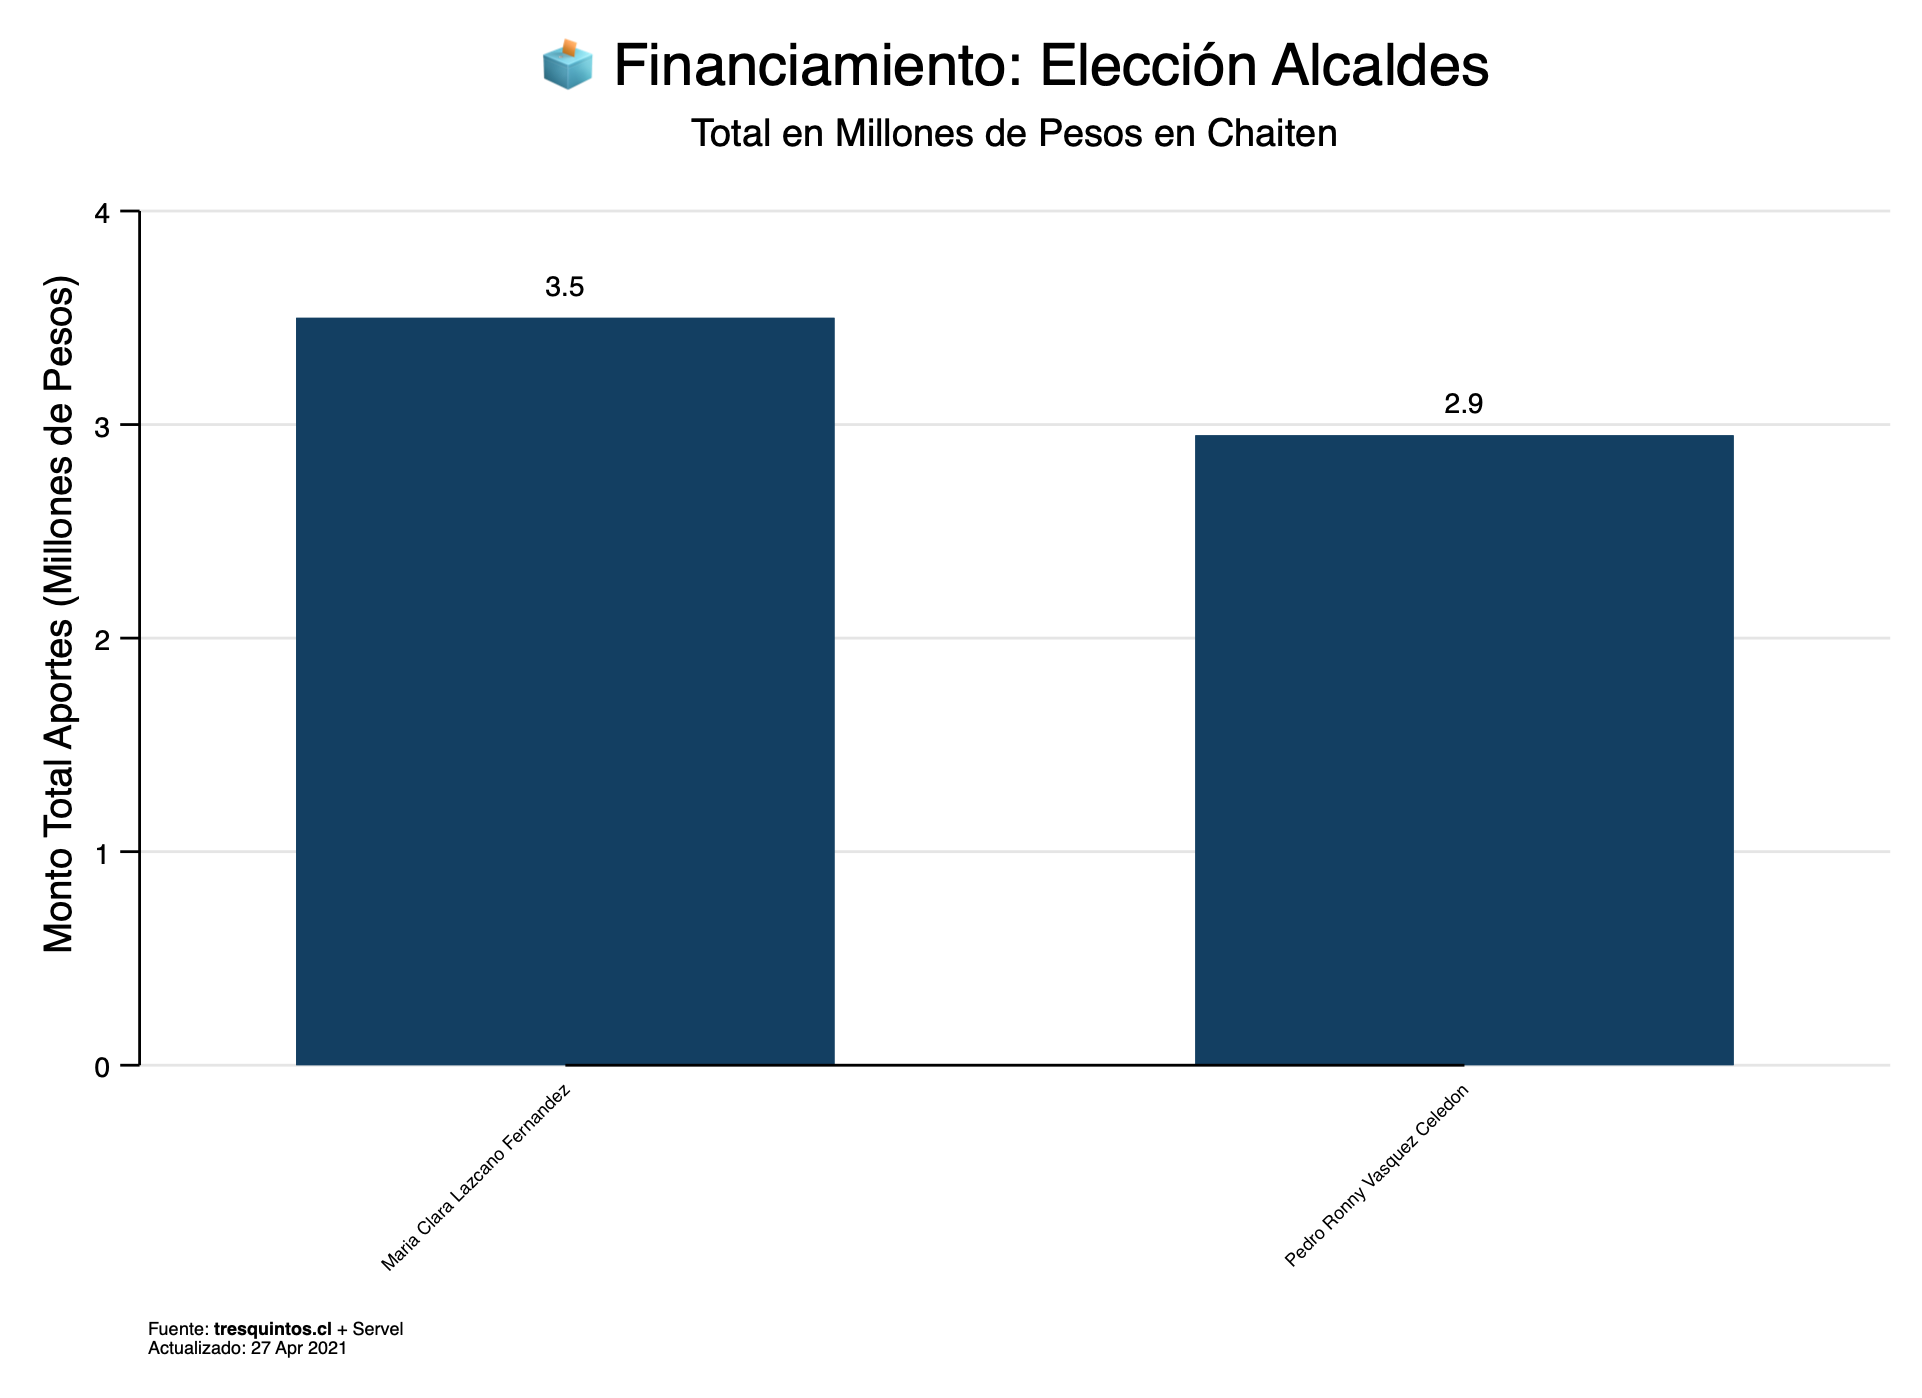 Financiamiento: Elección Alcaldes
Total en Millones de Pesos en Chaiten
Monto Total Aportes (Millones de Pesos)
4
3
2
1
0
3.5
2.9
Maria Clara Lazcano Fernandez
Pedro Ronny Vasquez Celedon
Fuente: tresquintos.cl + Servel
Actualizado: 27 Apr 2021